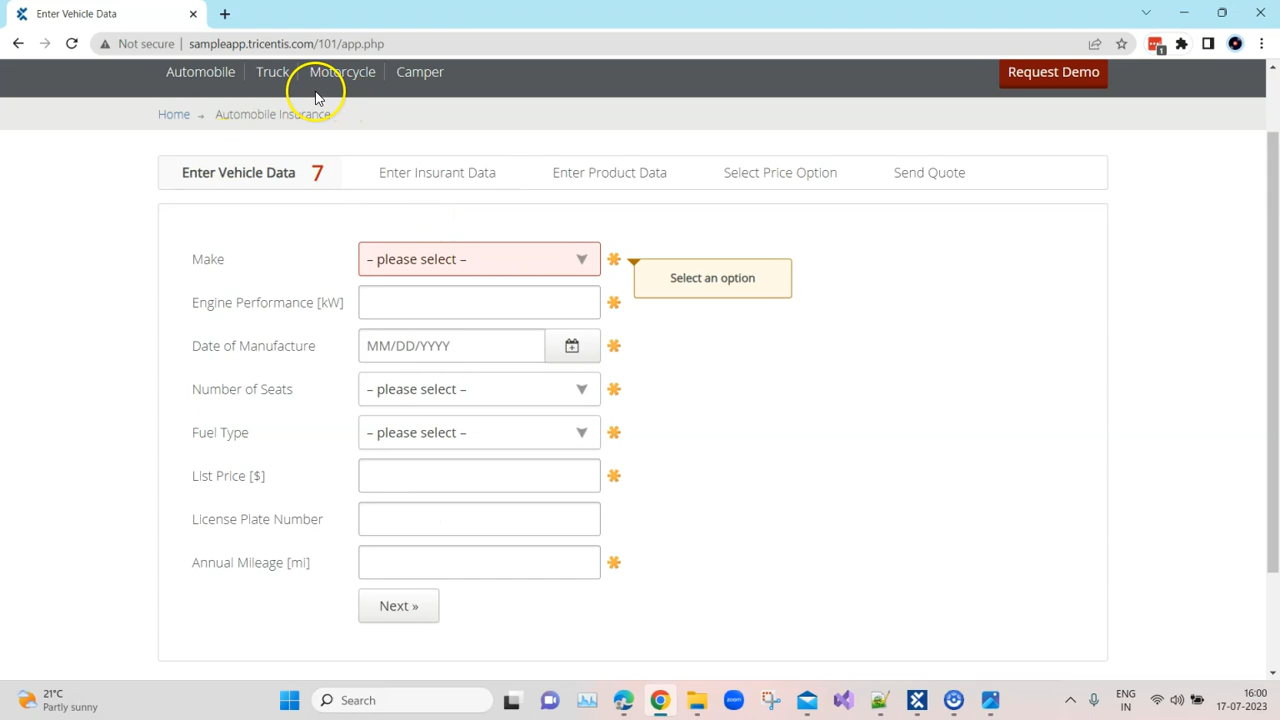 Enter Vehicle Data
Not secure sampleapp.tricentis.com/101/app.php
1
Automobile Truck Motorcycle Camper Request Demo
Home → Automobile Insurance
Enter Vehicle Data 7 Enter Insurant Data Enter Product Data Select Price Option Send Quote
Make – please select – Select an option
Engine Performance [kW]
Date of Manufacture MM/DD/YYYY
Number of Seats – please select –
Fuel Type – please select –
List Price [$]
License Plate Number
Annual Mileage [mi]
Next »
21°C
Partly sunny
Search
ENG
IN
16:00
17-07-2023